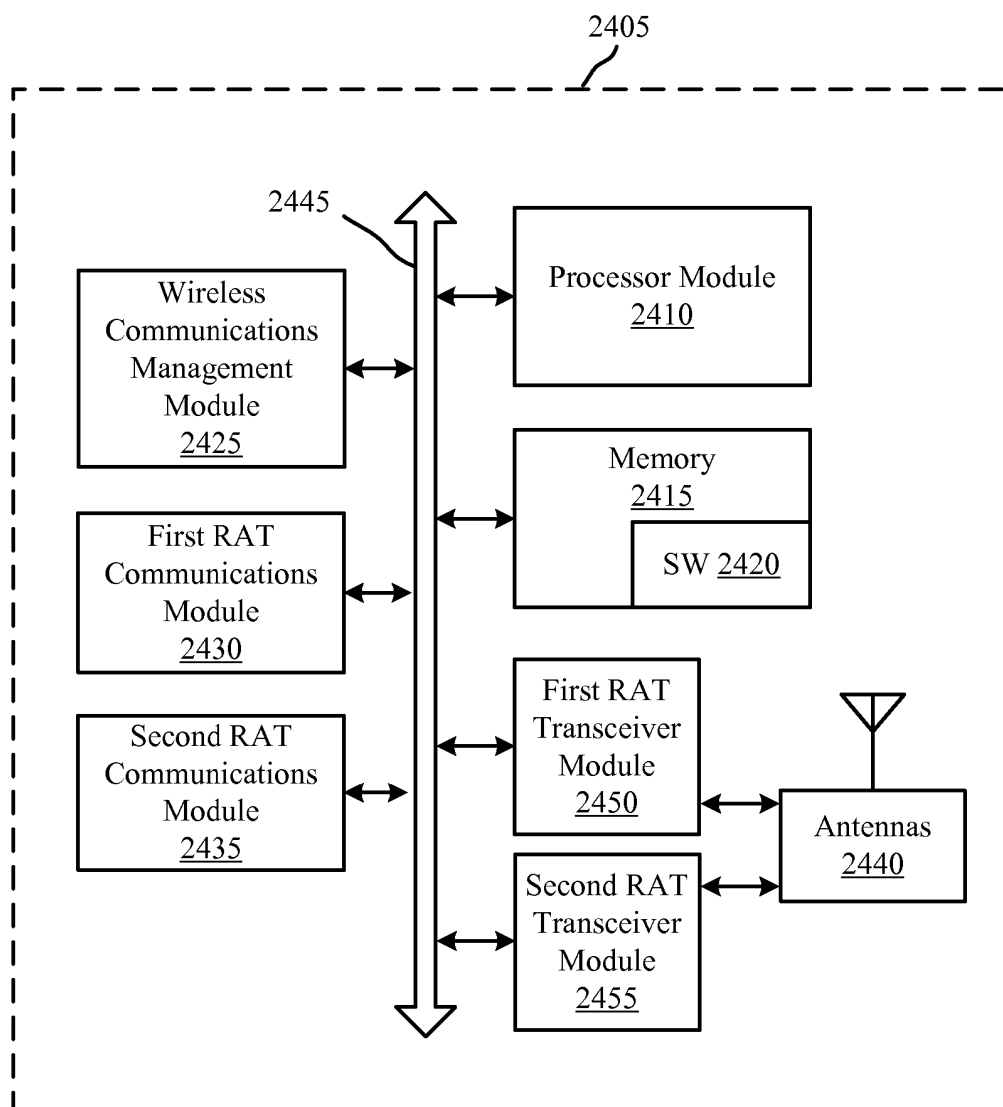 2405
2445
Wireless
Communications
Management
Module
2425
First RAT
Communications
Module
2430
Second RAT
Communications
Module
2435
Processor Module
2410
Memory
2415
SW 2420
First RAT
Transceiver
Module
2450
Second RAT
Transceiver
Module
2455
Antennas
2440